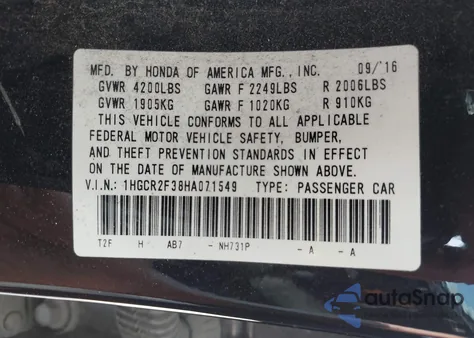 MFD. BY HONDA OF AMERICA MFG., INC. 09/16
GVWR 4200LBS GAWR F 2249LBS R 2006LBS
GVWR 1905KG GAWR F 1020KG R 910KG
THIS VEHICLE CONFORMS TO ALL APPLICABLE
FEDERAL MOTOR VEHICLE SAFETY, BUMPER,
AND THEFT PREVENTION STANDARDS IN EFFECT
ON THE DATE OF MANUFACTURE SHOWN ABOVE.
V.I.N.: 1HGCR2F38HA071549 TYPE: PASSENGER CAR
T2F H AB7 - NH731P - A - A
autoSnap